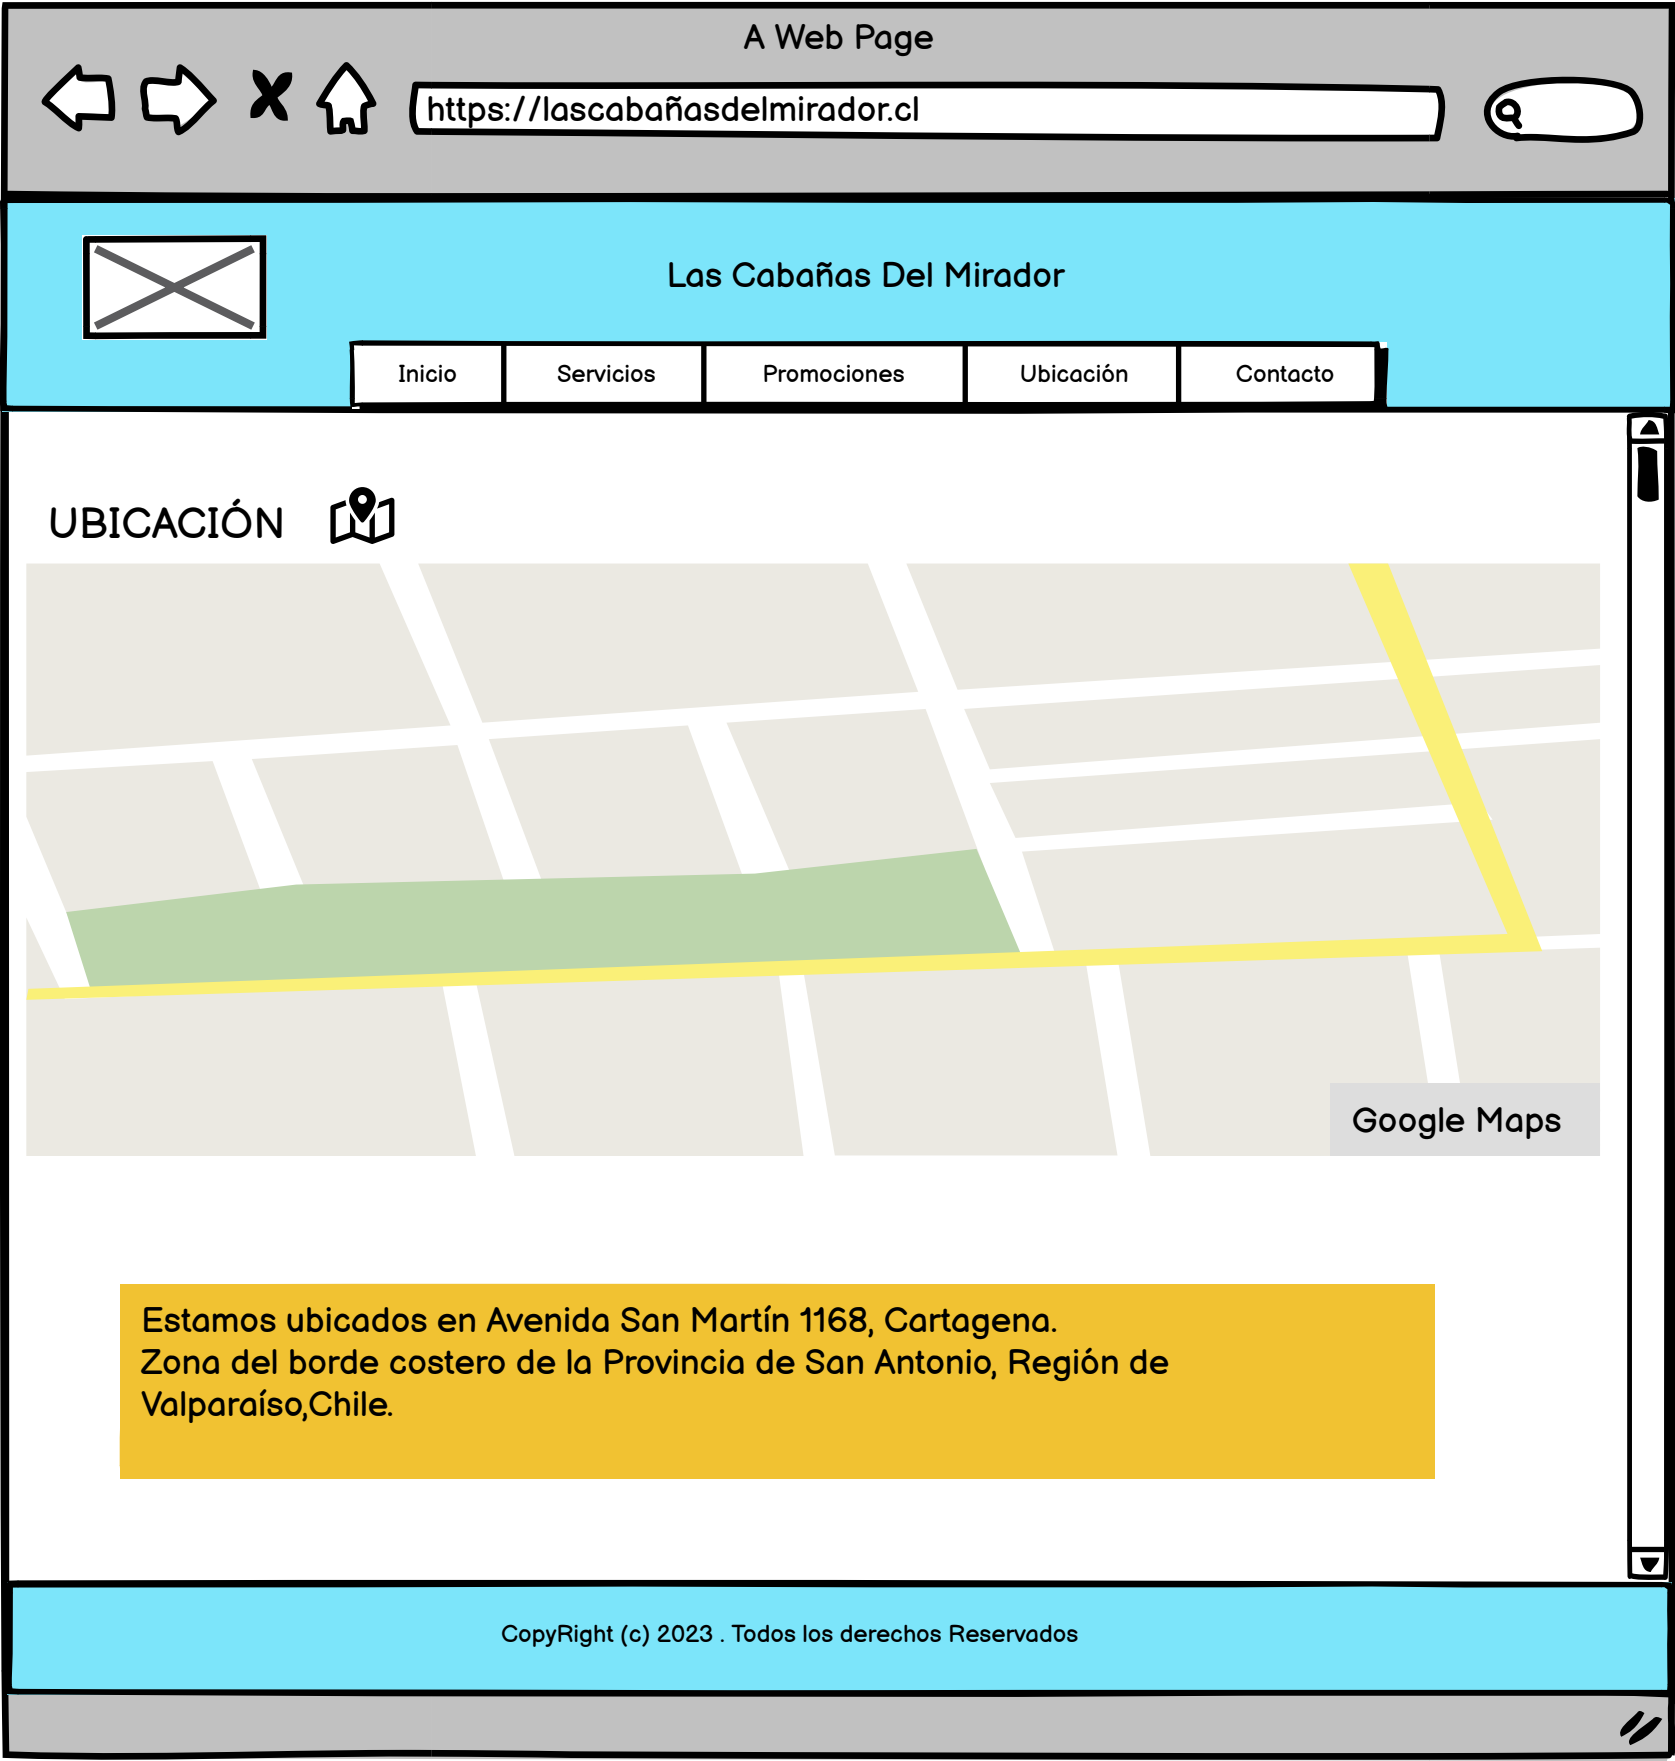 A Web Page
https://lascabañasdelmirador.cl
Las Cabañas Del Mirador
Inicio
Servicios
Promociones
Ubicación
Contacto
UBICACIÓN
Google Maps
Estamos ubicados en Avenida San Martín 1168, Cartagena.
Zona del borde costero de la Provincia de San Antonio, Región de
Valparaíso,Chile.
CopyRight (c) 2023 . Todos los derechos Reservados